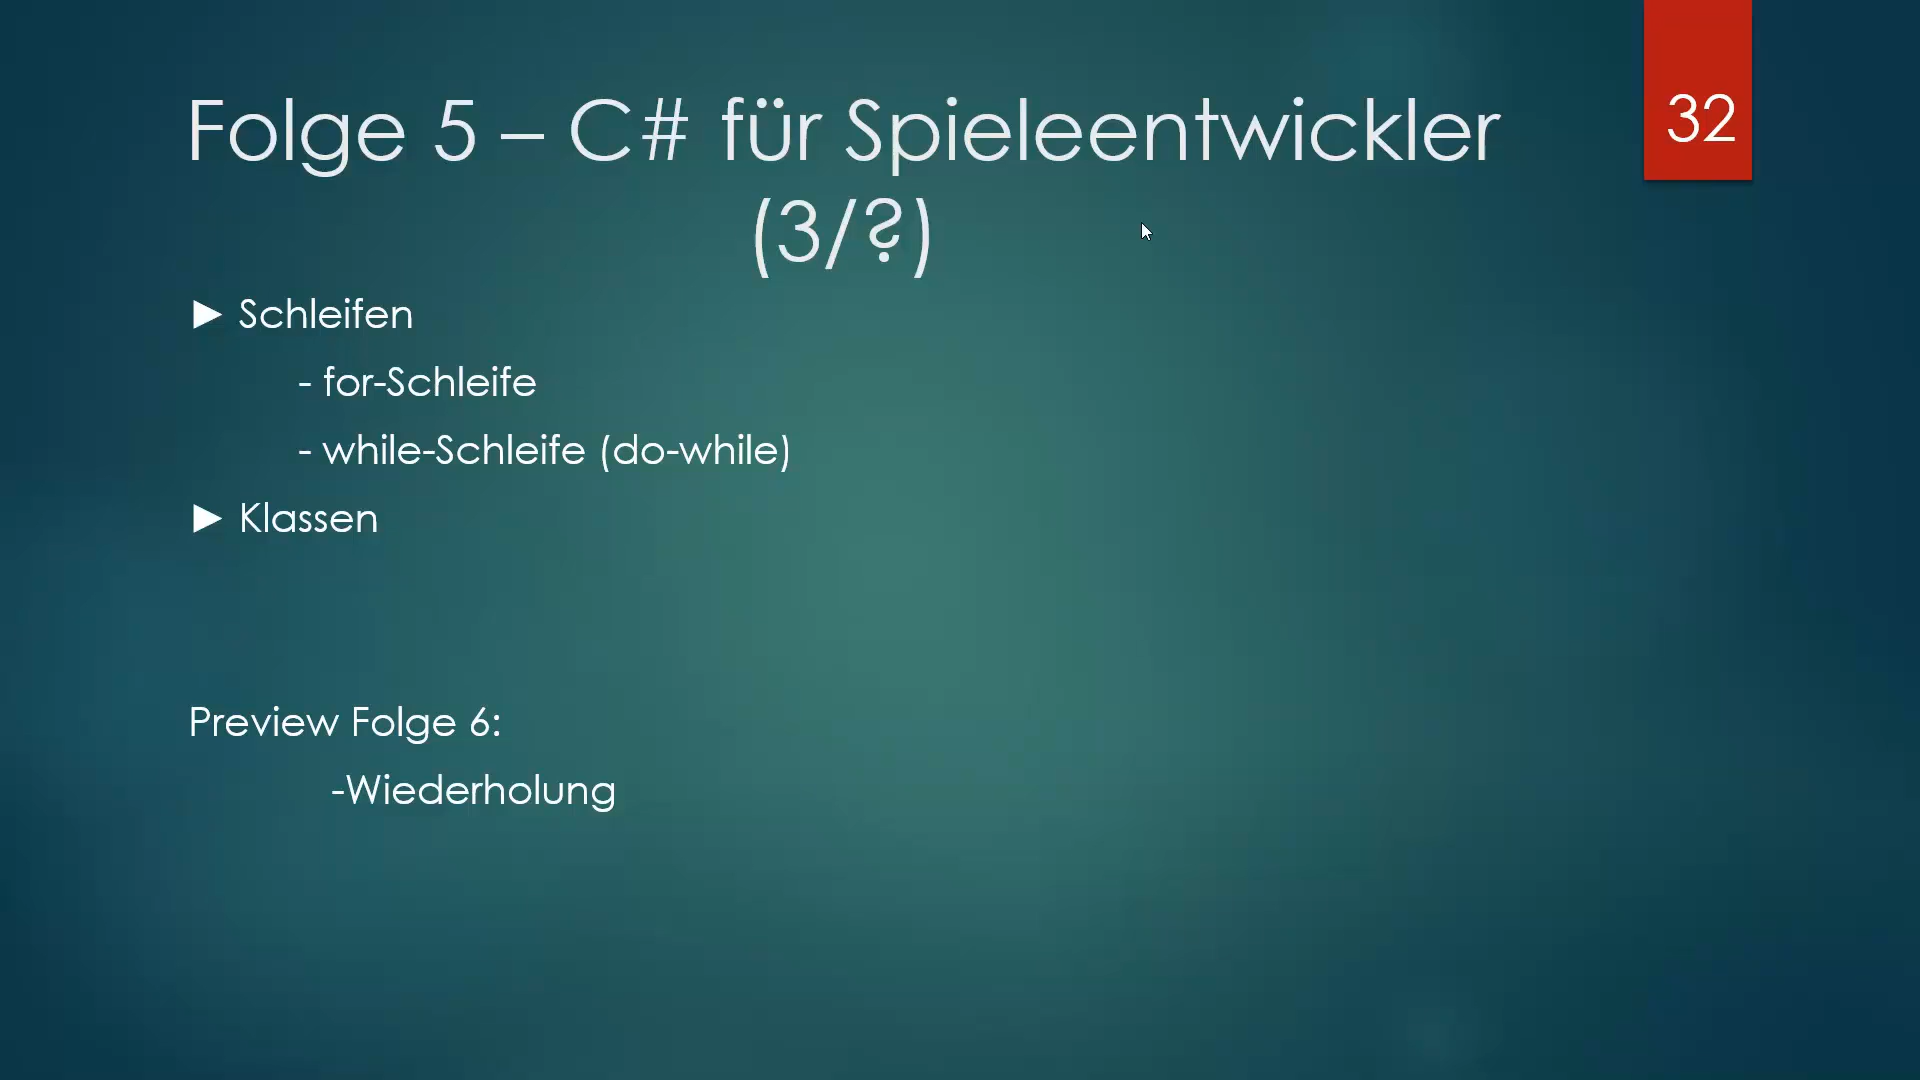 Folge 5 – C# für Spieleentwickler
(3/?)
32
► Schleifen
- for-Schleife
- while-Schleife (do-while)
► Klassen
Preview Folge 6:
-Wiederholung